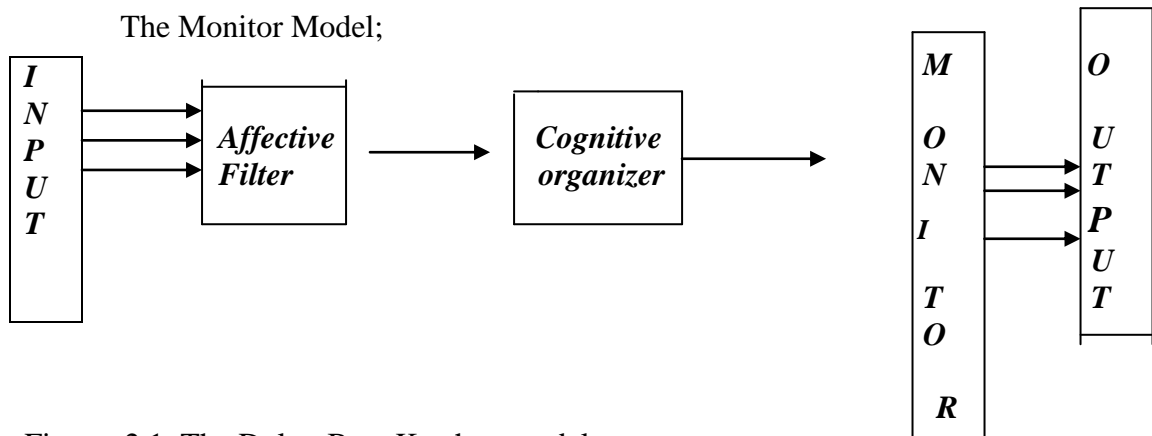 The Monitor Model;
INPUT
Affective
Filter
Cognitive
organizer
MONITOR
OUTPUT